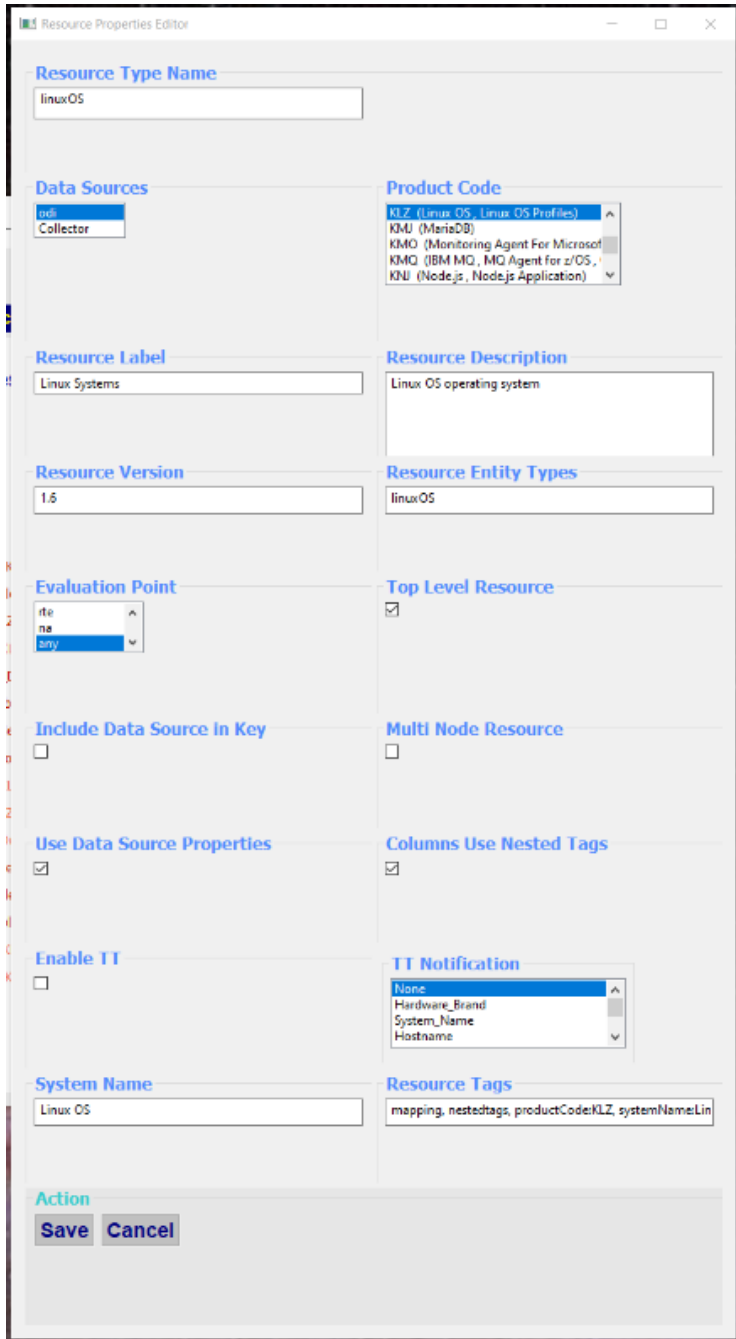 Resource Properties Editor
Resource Type Name
linuxOS
Data Sources
odi
Collector
Product Code
KLZ (Linux OS , Linux OS Profiles)
KMJ (MariaDB)
KMO (Monitoring Agent For Microsof
KMQ (IBM MQ , MQ Agent for z/OS ,
KNJ (Node.js , Node.js Application)
Resource Label
Linux Systems
Resource Description
Linux OS operating system
Resource Version
1.6
Resource Entity Types
linuxOS
Evaluation Point
rte
na
any
Top Level Resource
Include Data Source in Key
Multi Node Resource
Use Data Source Properties
Columns Use Nested Tags
Enable TT
TT Notification
None
Hardware_Brand
System_Name
Hostname
System Name
Linux OS
Resource Tags
mapping, nestedtags, productCode:KLZ, systemName:Lin
Action
Save Cancel